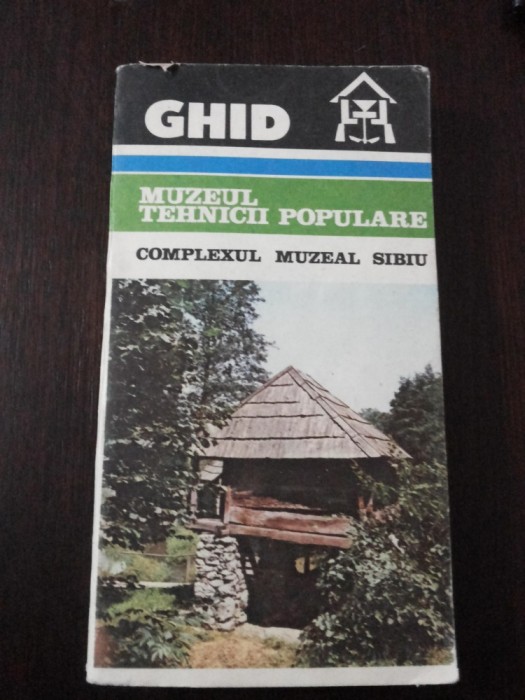 GHID
MUZEUL
TEHNICII POPULARE
COMPLEXUL MUZEAL SIBIU